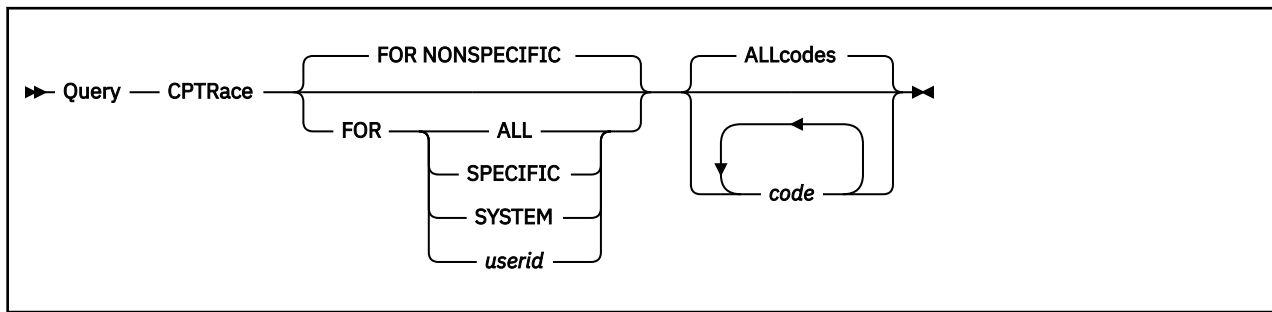 FOR NONSPECIFIC
ALLcodes
Query CPTRace
FOR ALL
SPECIFIC
code
SYSTEM
userid